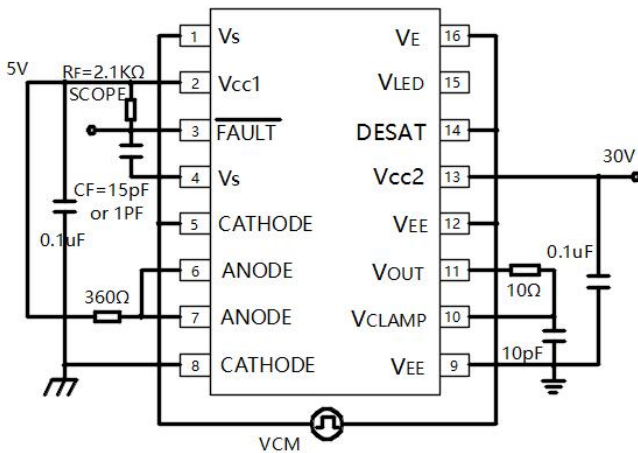 1 Vs VE 16
5V RF=2.1KΩ 2 Vcc1 VLED 15
SCOPE 3 FAULT DESAT 14
30V
4 Vs Vcc2 13
CF=15pF
or 1PF
5 CATHODE VEE 12
0.1uF 0.1uF
6 ANODE VOUT 11
360Ω 10Ω
7 ANODE VCLAMP 10
10pF
8 CATHODE VEE 9
VCM